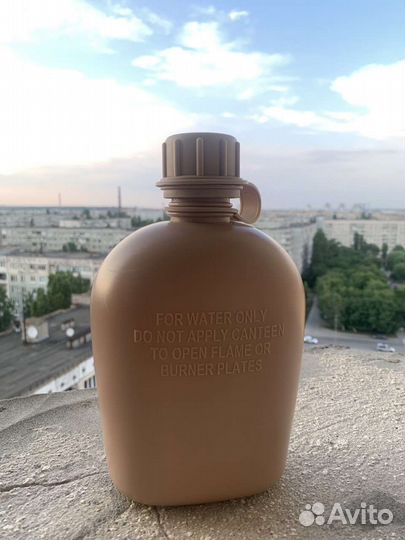 FOR WATER ONLY
DO NOT APPLY CANTEEN
TO OPEN FLAME OR
BURNER PLATES
Avito